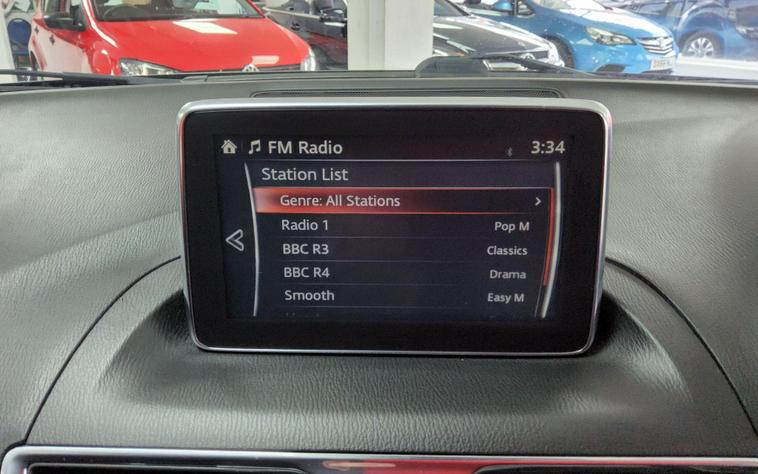 FM Radio 3:34
Station List
Genre: All Stations
Radio 1 Pop M
BBC R3 Classics
BBC R4 Drama
Smooth Easy M